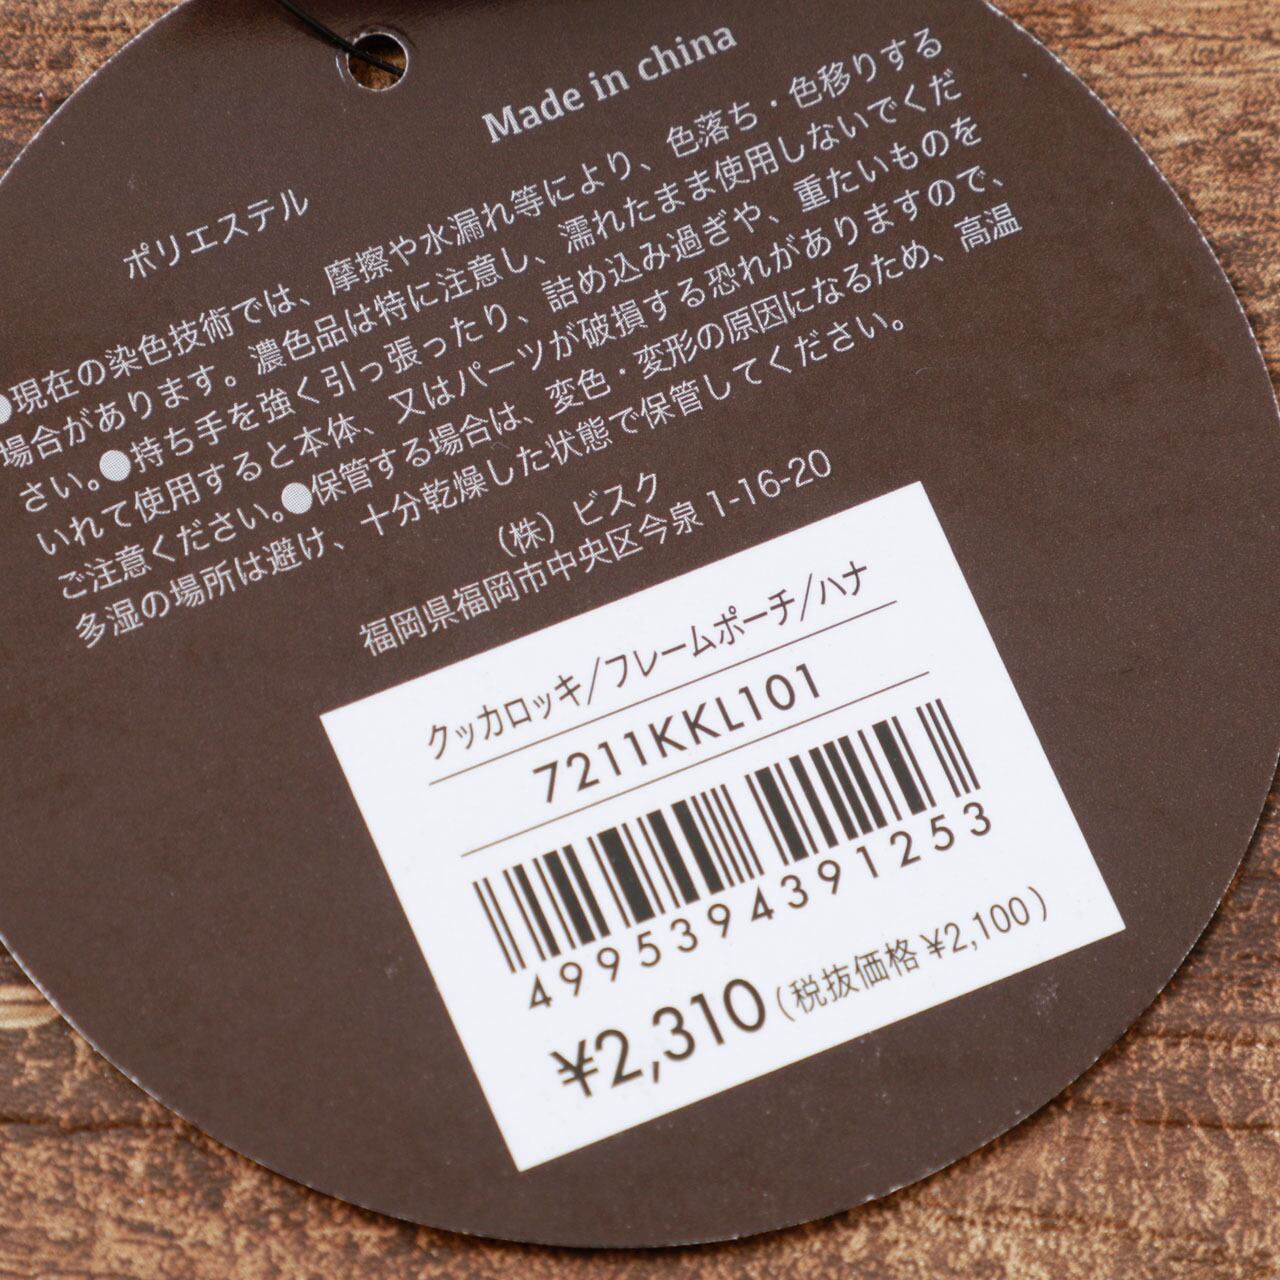 Made in china
ポリエステル
●現在の染色技術では、摩擦や水漏れ等により、色落ち・色移りする
場合があります。濃色品は特に注意し、濡れたまま使用しないでくだ
さい。●持ち手を強く引っ張ったり、詰め込み過ぎや、重たいものを
いれて使用すると本体、又はパーツが破損する恐れがありますので、
ご注意ください。●保管する場合は、変色・変形の原因になるため、高温
多湿の場所は避け、十分乾燥した状態で保管してください。
(株) ビスク
福岡県福岡市中央区今泉 1-16-20
クッカロッキ/フレームポーチ/ハナ
7211KKL101
4995394391253
¥2,310(税抜価格¥2,100)